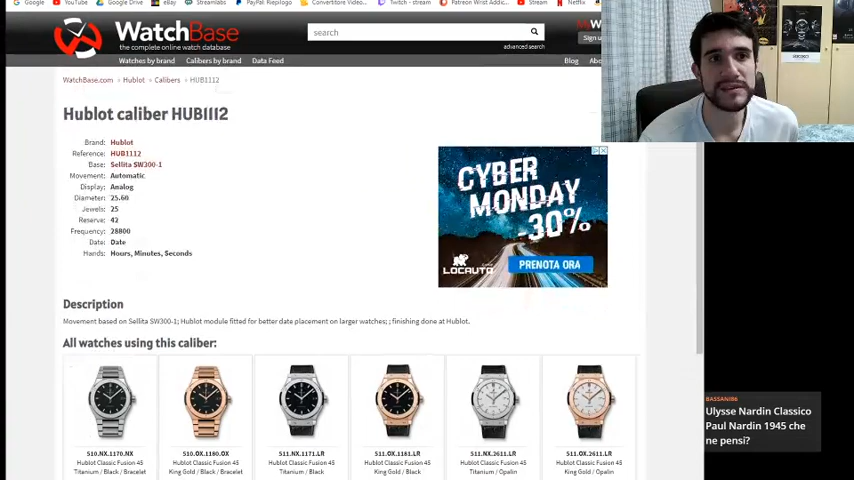 Google YouTube eBay Streamlabs PayPal Riepilogo Convertitore Video... Twitch - stream Patreon Wrist Addic... Stream Netflix
WatchBase
the complete online watch database
search
advanced search
Sign u
Watches by brand Calibers by brand Data Feed Blog
WatchBase.com > Hublot > Calibers > HUB1112
Hublot caliber HUB1112
Brand: Hublot
Reference: HUB1112
Base: Sellita SW300-1
Movement: Automatic
Display: Analog
Diameter: 25.60
Jewels: 25
Reserve: 42
Frequency: 28800
Date: Date
Hands: Hours, Minutes, Seconds
CYBER
MONDAY
-30%
LOCAUTO
PRENOTA ORA
Description
Movement based on Sellita SW300-1; Hublot module fitted for better date placement on larger watches; ; finishing done at Hublot.
All watches using this caliber:
510.NX.1170.NX
Hublot Classic Fusion 45
Titanium / Black / Bracelet
510.OX.1180.OX
Hublot Classic Fusion 45
King Gold / Black / Bracelet
511.NX.1171.LR
Hublot Classic Fusion 45
Titanium / Black
511.OX.1181.LR
Hublot Classic Fusion 45
King Gold / Black
511.NX.2611.LR
Hublot Classic Fusion 45
Titanium / Opalin
511.OX.2611.LR
Hublot Classic Fusion 45
King Gold / Opalin
BASSANI86
Ulysse Nardin Classico
Paul Nardin 1945 che
ne pensi?